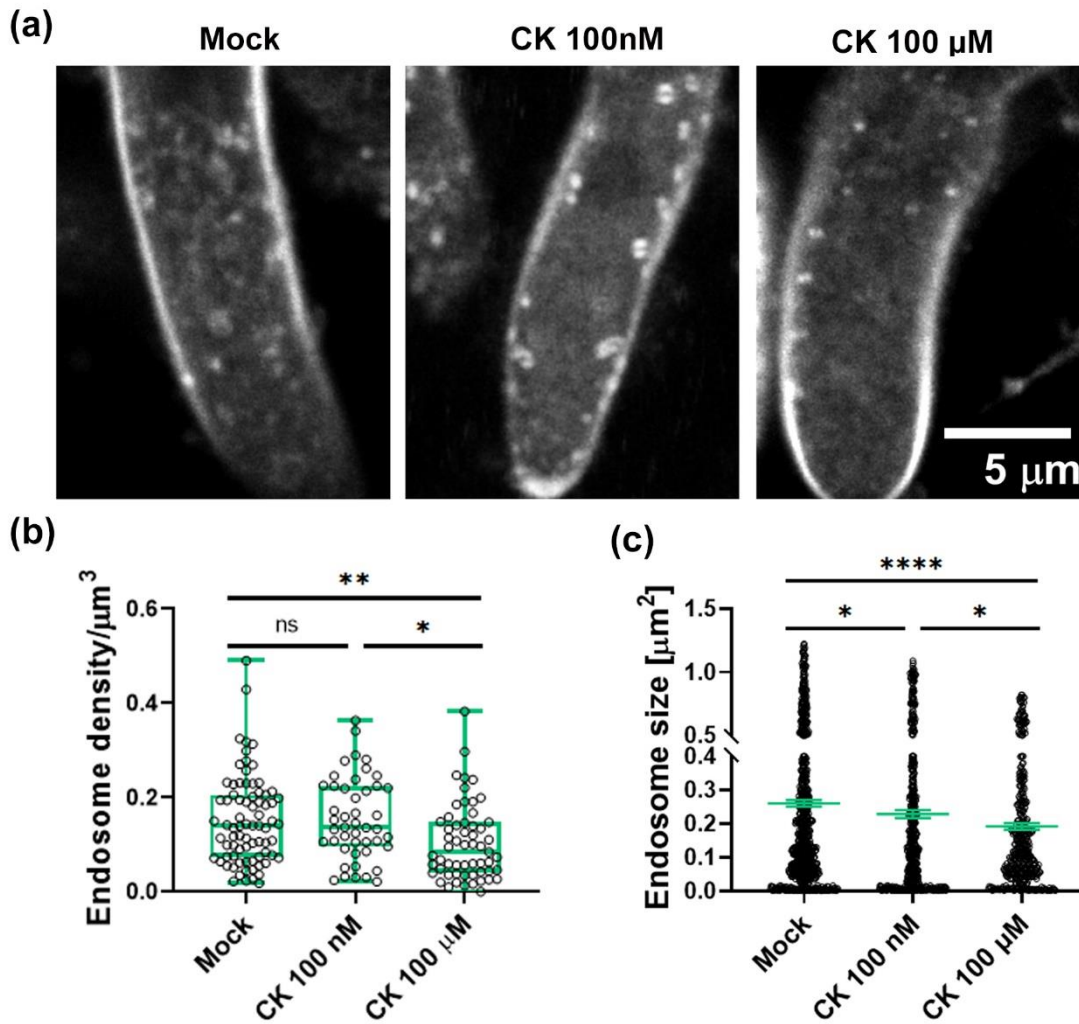 (a)
Mock
CK 100nM
CK 100 µM
5 µm
(b)
Endosome density/µm³
0.6
0.4
0.2
0.0
**
ns
*
Mock
CK 100 nM
CK 100 µM
(c)
Endosome size [µm²]
1.5
1.0
0.5
0.4
0.3
0.2
0.1
0.0
****
*
*
Mock
CK 100 nM
CK 100 µM